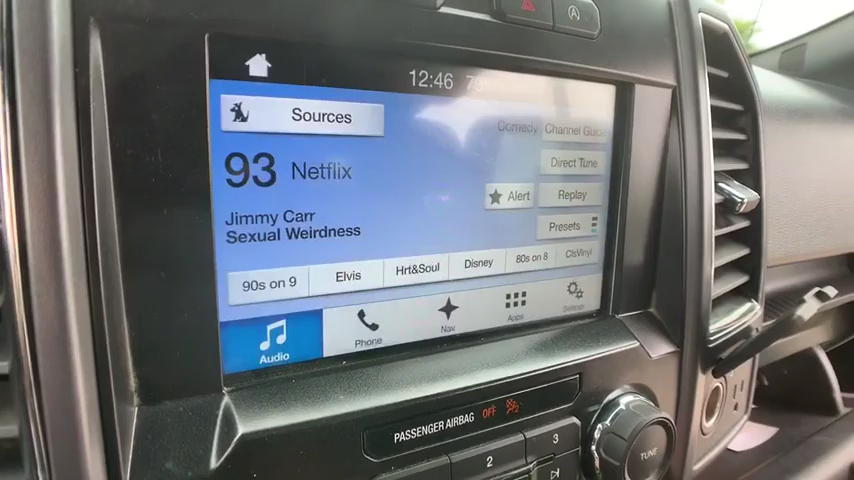 12:46
Sources
Comedy Channel Guide
93 Netflix
Direct Tune
Alert Replay
Jimmy Carr
Presets
Sexual Weirdness
90s on 9 Elvis Hrt&Soul Disney 80s on 8 ClsVinyl
Audio Phone Nav Apps Settings
PASSENGER AIRBAG OFF
2 3
TUNE